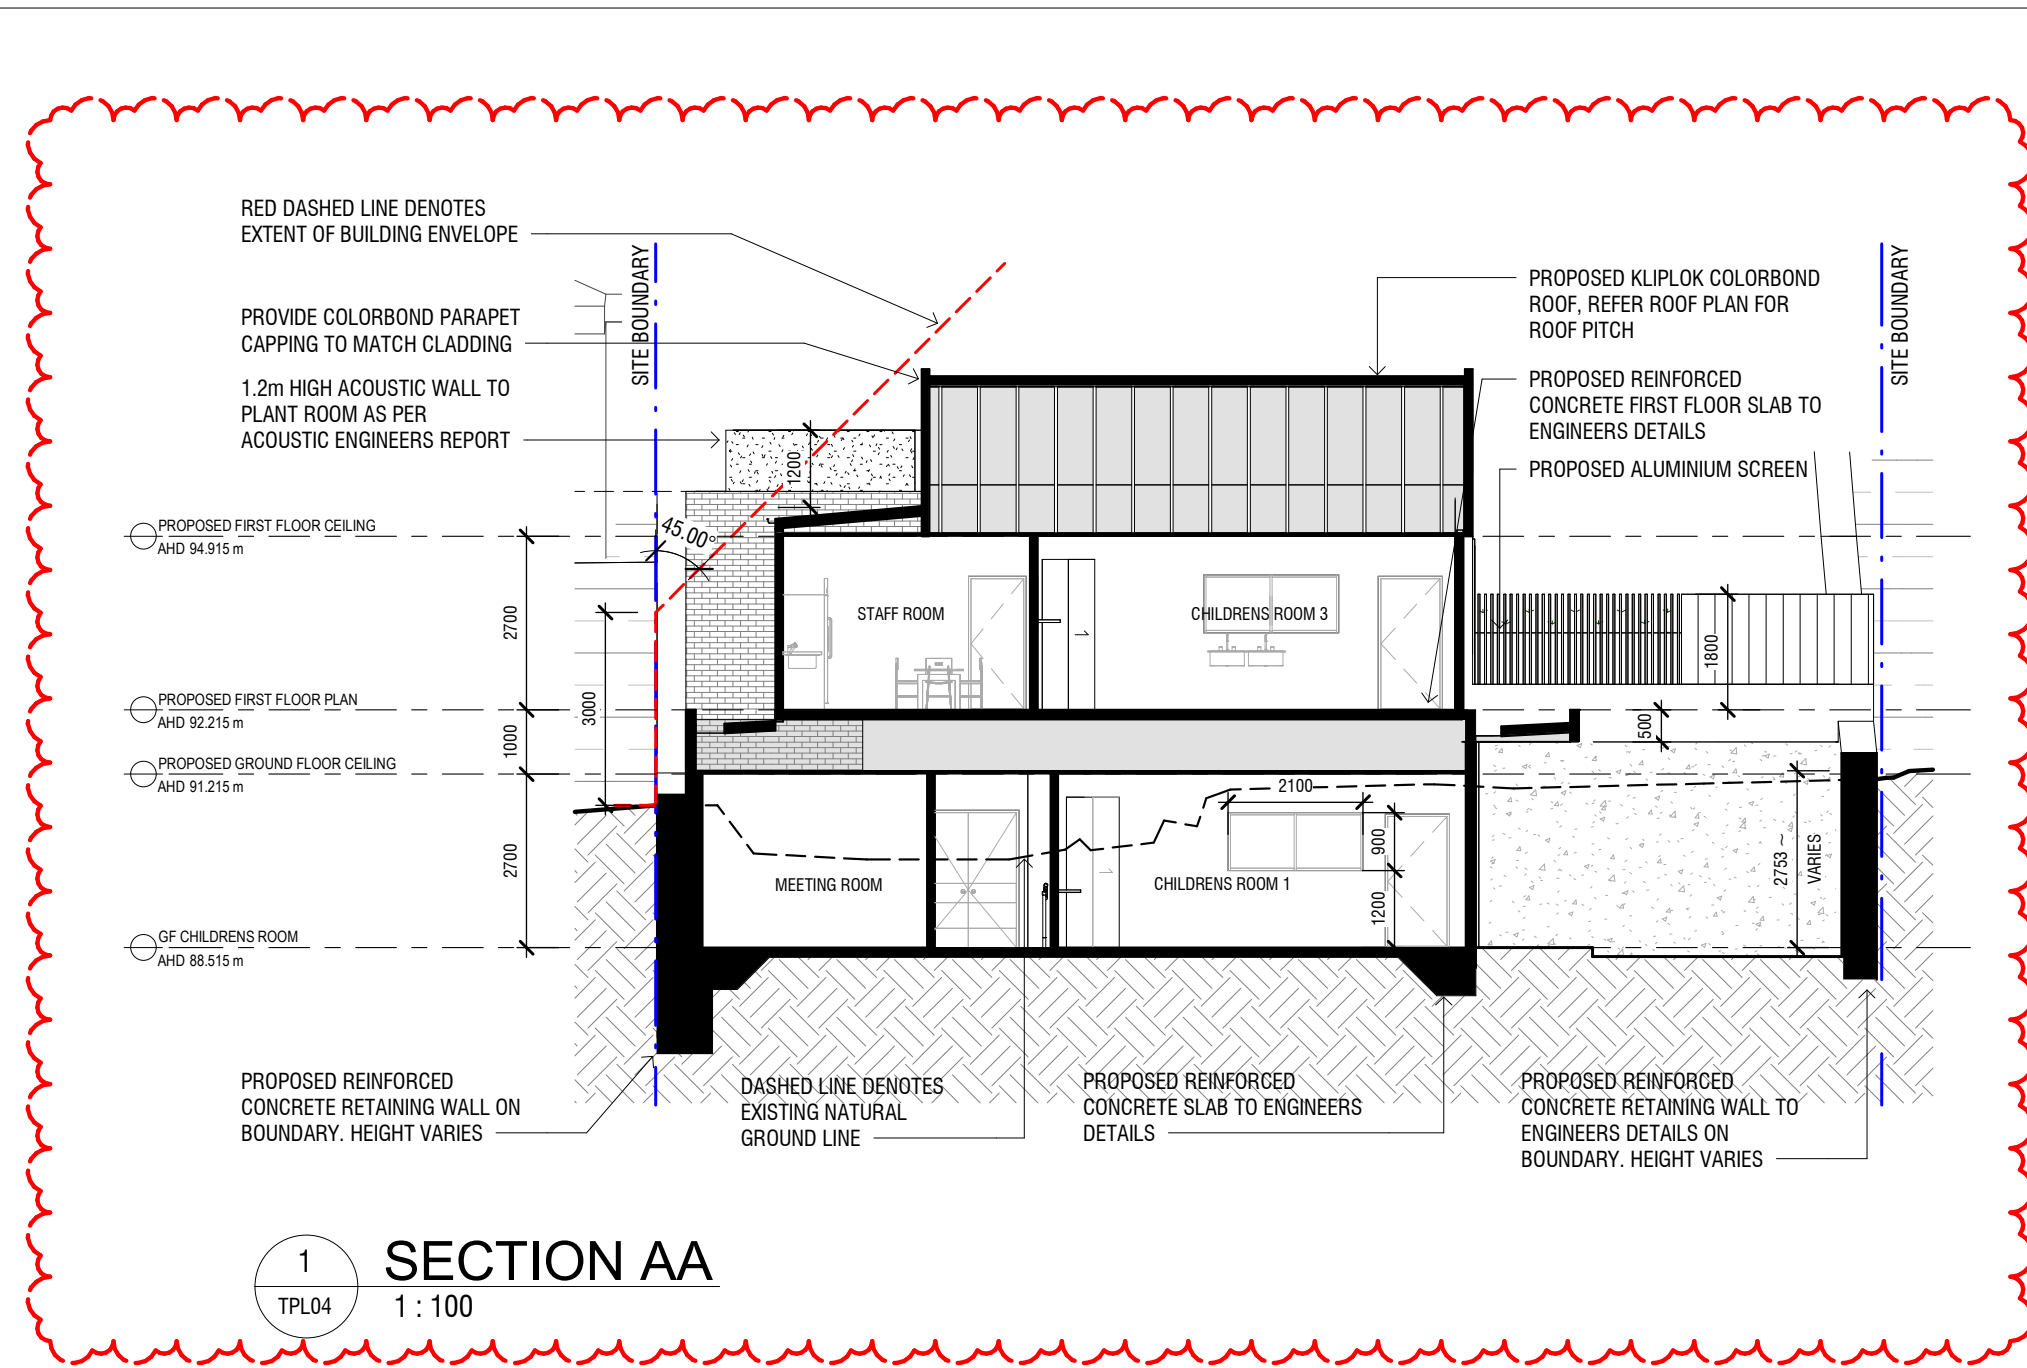 RED DASHED LINE DENOTES
EXTENT OF BUILDING ENVELOPE
PROVIDE COLORBOND PARAPET
CAPPING TO MATCH CLADDING
1.2m HIGH ACOUSTIC WALL TO
PLANT ROOM AS PER
ACOUSTIC ENGINEERS REPORT
SITE BOUNDARY
SITE BOUNDARY
PROPOSED KLIPLOK COLORBOND
ROOF, REFER ROOF PLAN FOR
ROOF PITCH
PROPOSED REINFORCED
CONCRETE FIRST FLOOR SLAB TO
ENGINEERS DETAILS
PROPOSED ALUMINIUM SCREEN
1200
45.00°
PROPOSED FIRST FLOOR CEILING
AHD 94.915 m
2700
STAFF ROOM
CHILDRENS ROOM 3
1
1800
PROPOSED FIRST FLOOR PLAN
AHD 92.215 m
3000
1000
500
PROPOSED GROUND FLOOR CEILING
AHD 91.215 m
2100
2700
900
2753 ~
VARIES
MEETING ROOM
1
CHILDRENS ROOM 1
1200
GF CHILDRENS ROOM
AHD 88.515 m
PROPOSED REINFORCED
CONCRETE RETAINING WALL ON
BOUNDARY. HEIGHT VARIES
DASHED LINE DENOTES
EXISTING NATURAL
GROUND LINE
PROPOSED REINFORCED
CONCRETE SLAB TO ENGINEERS
DETAILS
PROPOSED REINFORCED
CONCRETE RETAINING WALL TO
ENGINEERS DETAILS ON
BOUNDARY. HEIGHT VARIES
1
TPL04
SECTION AA
1 : 100